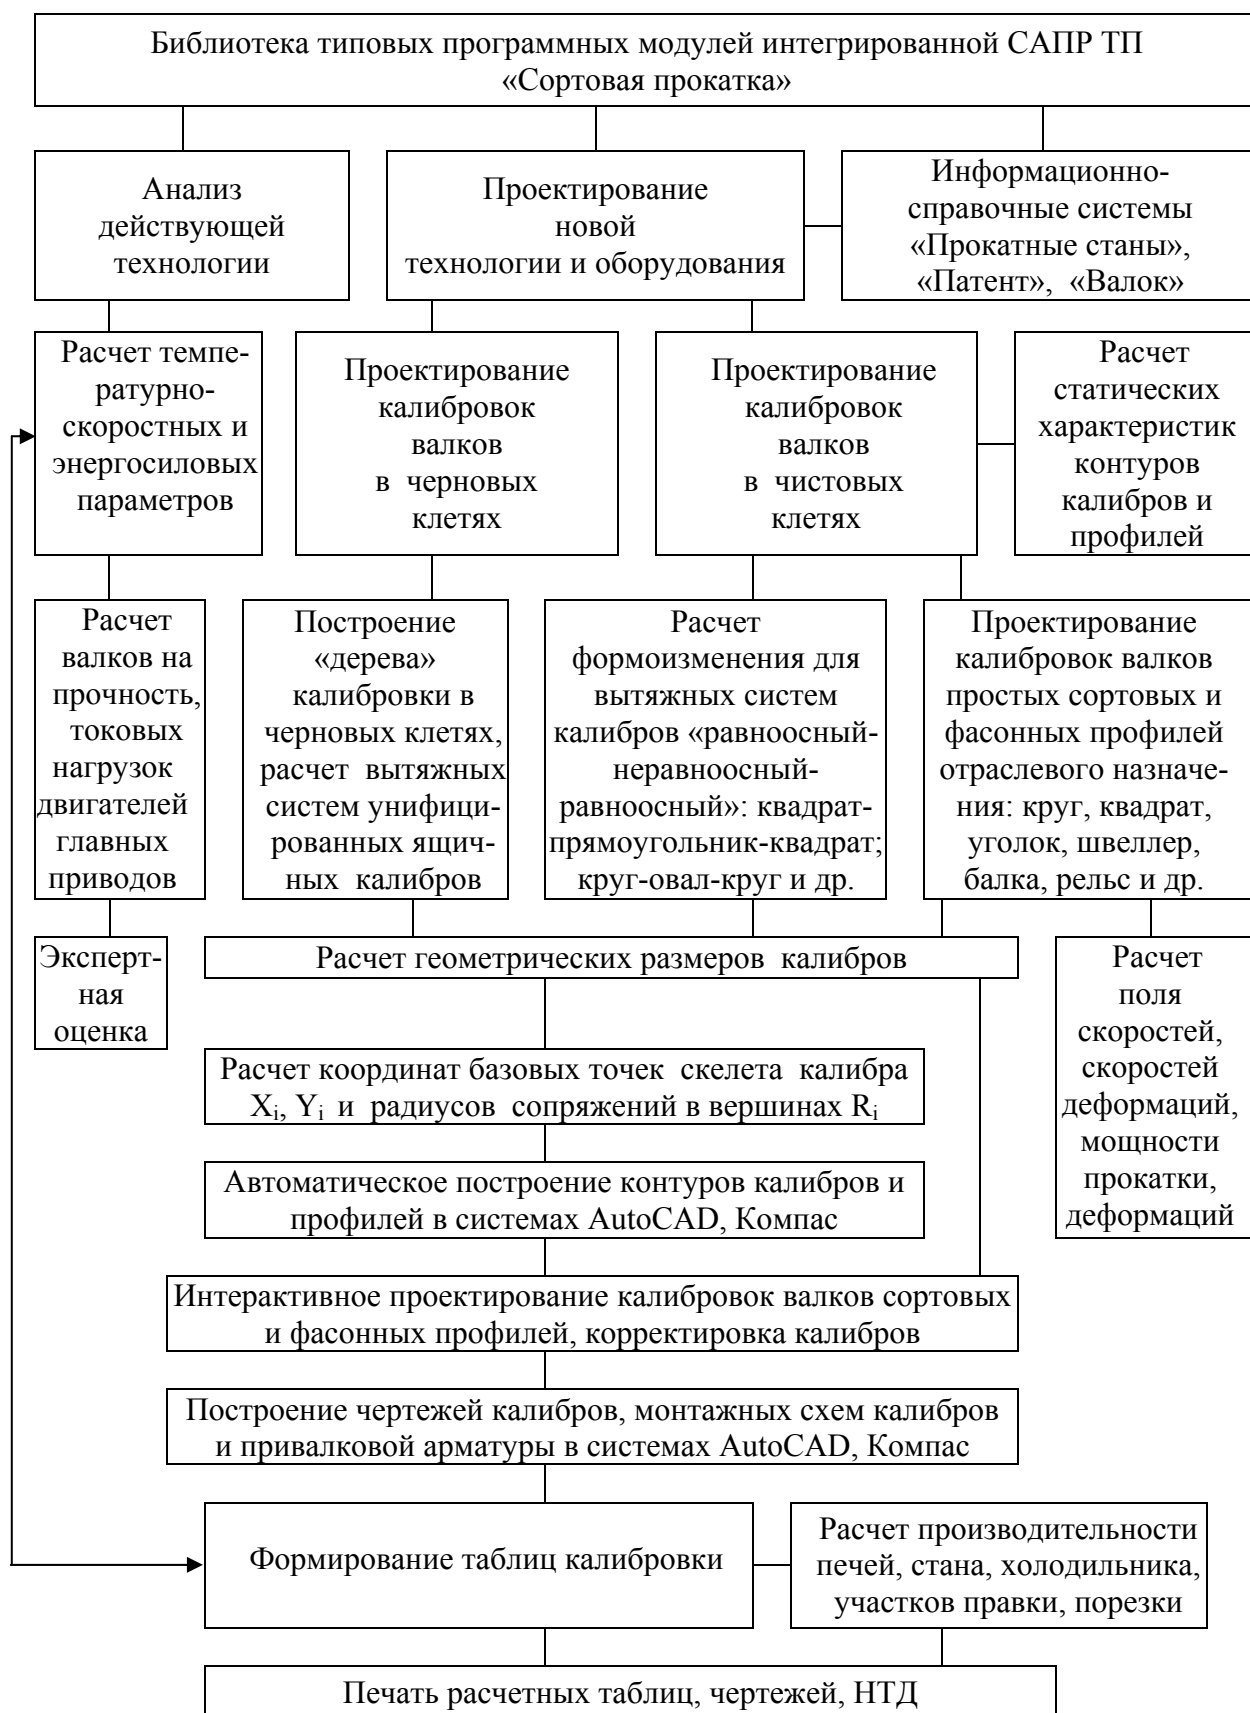 Библиотека типовых программных модулей интегрированной САПР ТП
«Сортовая прокатка»
Анализ
действующей
технологии
Проектирование
новой
технологии и оборудования
Информационно-
справочные системы
«Прокатные станы»,
«Патент», «Валок»
Расчет темпе-
ратурно-
скоростных и
энергосиловых
параметров
Проектирование
калибровок
валков
в черновых
клетях
Проектирование
калибровок
валков
в чистовых
клетях
Расчет
статических
характеристик
контуров
калибров и
профилей
Расчет
валков на
прочность,
токовых
нагрузок
двигателей
главных
приводов
Построение
«дерева»
калибровки в
черновых клетях,
расчет вытяжных
систем унифици-
рованных ящич-
ных калибров
Расчет
формоизменения для
вытяжных систем
калибров «равноосный-
неравноосный-
равноосный»: квадрат-
прямоугольник-квадрат;
круг-овал-круг и др.
Проектирование
калибровок валков
простых сортовых и
фасонных профилей
отраслевого назначе-
ния: круг, квадрат,
уголок, швеллер,
балка, рельс и др.
Эксперт-
ная
оценка
Расчет геометрических размеров калибров
Расчет
поля
скоростей,
скоростей
деформаций,
мощности
прокатки,
деформаций
Расчет координат базовых точек скелета калибра
Xi, Yi и радиусов сопряжений в вершинах Ri
Автоматическое построение контуров калибров и
профилей в системах AutoCAD, Компас
Интерактивное проектирование калибровок валков сортовых
и фасонных профилей, корректировка калибров
Построение чертежей калибров, монтажных схем калибров
и привалковой арматуры в системах AutoCAD, Компас
Формирование таблиц калибровки
Расчет производительности
печей, стана, холодильника,
участков правки, порезки
Печать расчетных таблиц, чертежей, НТД